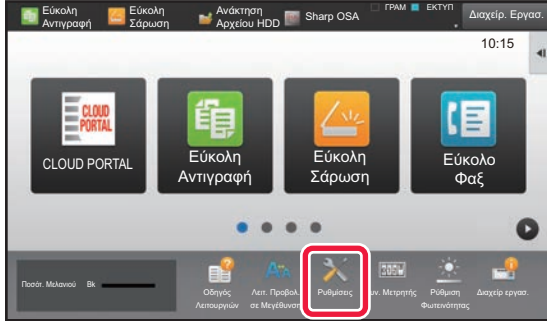 Εύκολη Αντιγραφή
Εύκολη Σάρωση
Ανάκτηση Αρχείου HDD
Sharp OSA
ΓΡΑΜ
ΕΚΤΥΠ
Διαχείρ. Εργασ.
10:15
CLOUD PORTAL
CLOUD PORTAL
Εύκολη
Αντιγραφή
Εύκολη
Σάρωση
Εύκολο
Φαξ
Ποσότ. Μελανιού Bk
Οδηγός
Λειτουργιών
Λειτ. Προβολ.
σε Μεγέθυνση
Ρυθμίσεις
υν. Μετρητής
Ρύθμιση
Φωτεινότητας
Διαχείρ εργασ.